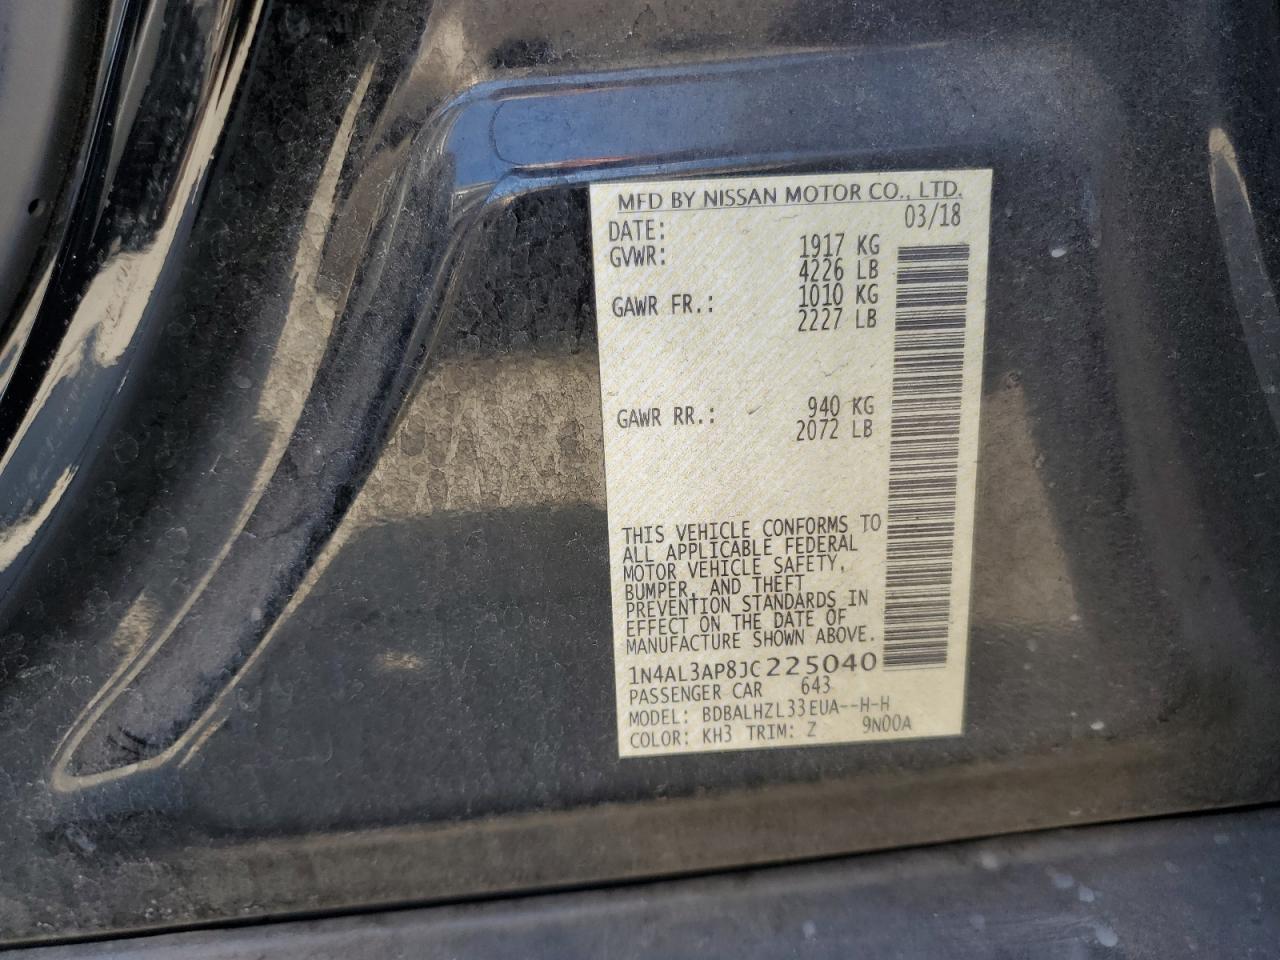 MFD BY NISSAN MOTOR CO., LTD.
DATE: 03/18
GVWR: 1917 KG
4226 LB
GAWR FR.: 1010 KG
2227 LB
GAWR RR.: 940 KG
2072 LB
THIS VEHICLE CONFORMS TO
ALL APPLICABLE FEDERAL
MOTOR VEHICLE SAFETY,
BUMPER, AND THEFT
PREVENTION STANDARDS IN
EFFECT ON THE DATE OF
MANUFACTURE SHOWN ABOVE.
1N4AL3AP8JC225040
PASSENGER CAR 643
MODEL: BDBALHZL33EUA--H-H
COLOR: KH3 TRIM: Z 9N00A